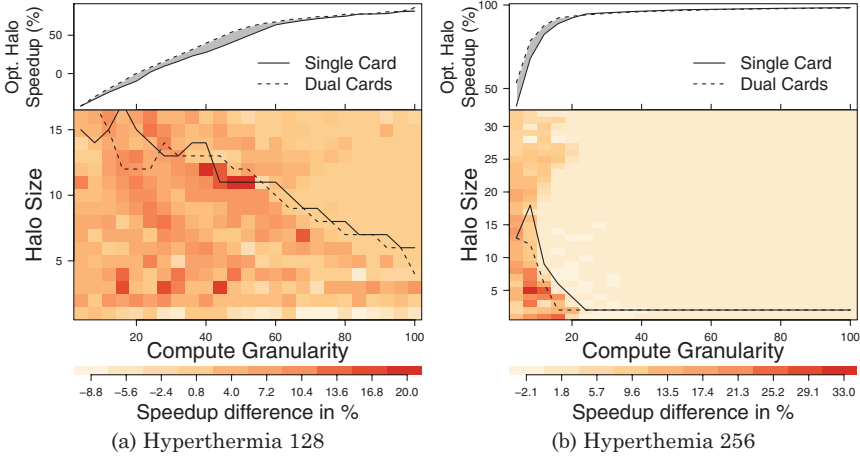 Opt. Halo
Speedup (%)
50
0
Single Card
Dual Cards
Halo Size
15
10
5
20 40 60 80 100
Compute Granularity
−8.8 −5.6 −2.4 0.8 4.0 7.2 10.4 13.6 16.8 20.0
Speedup difference in %
(a) Hyperthermia 128
Opt. Halo
Speedup (%)
100
50
Single Card
Dual Cards
Halo Size
30
25
20
15
10
5
20 40 60 80 100
Compute Granularity
−2.1 1.8 5.7 9.6 13.5 17.4 21.3 25.2 29.1 33.0
Speedup difference in %
(b) Hyperthemia 256